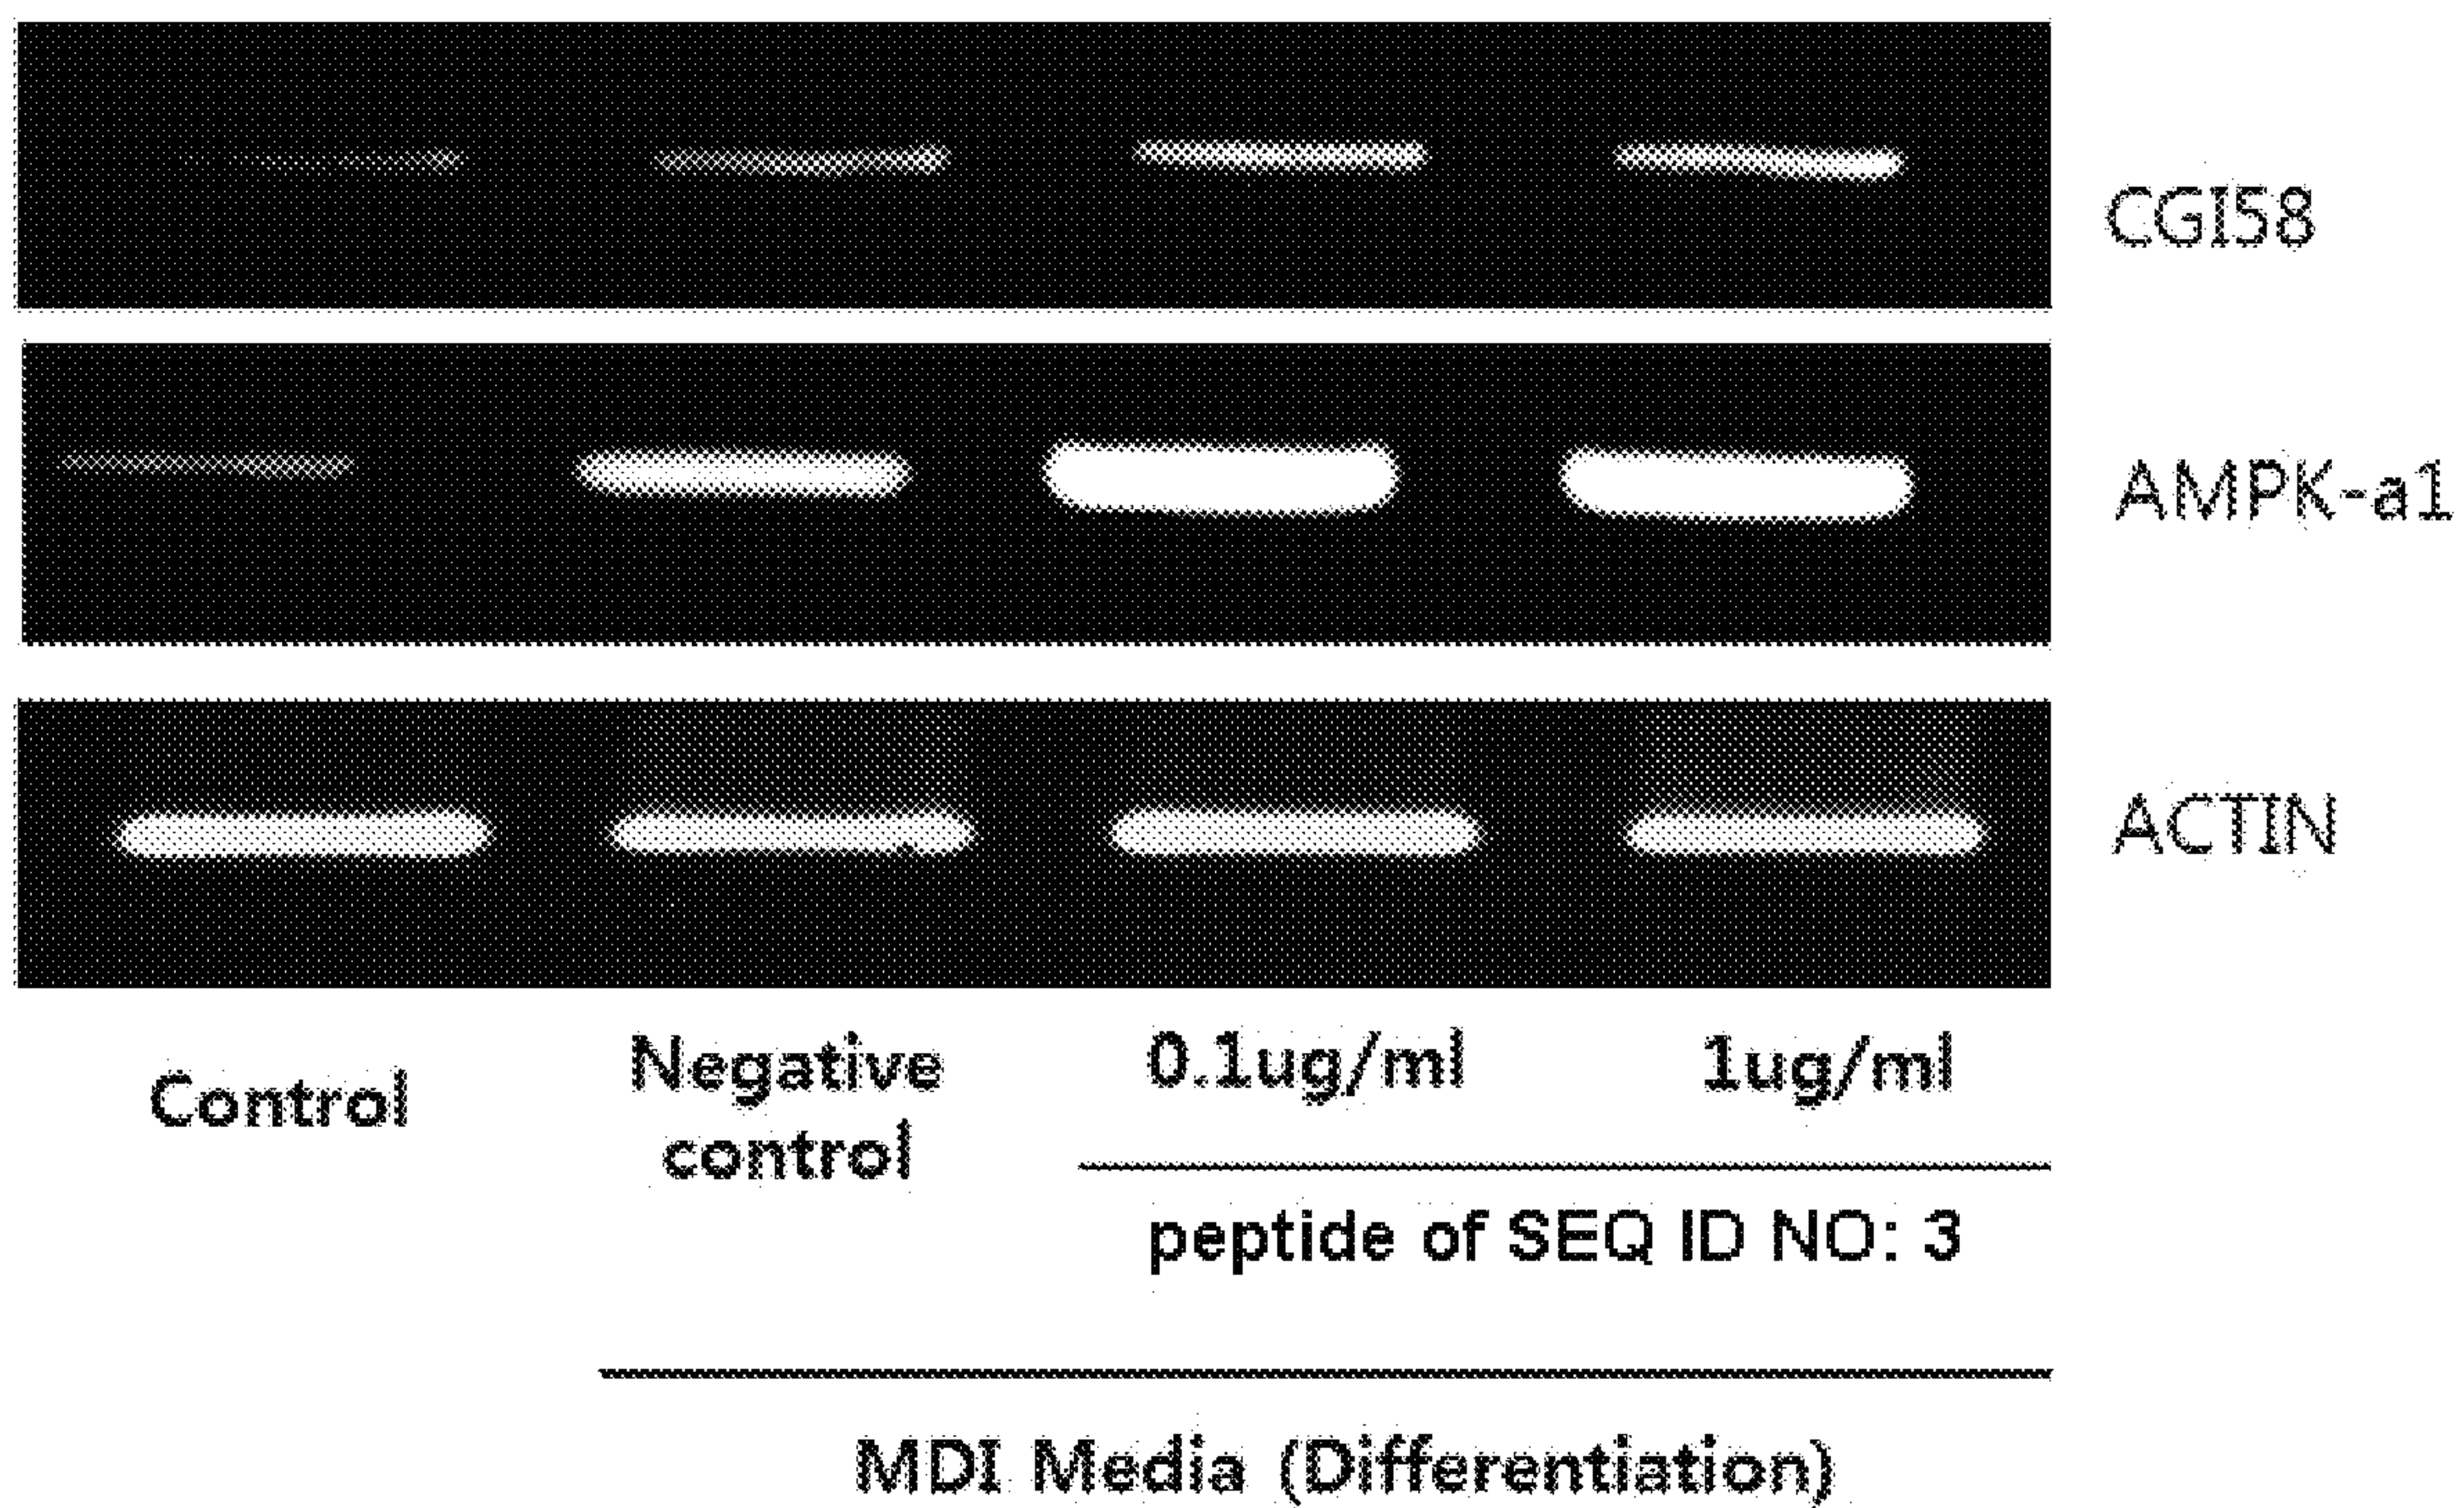 CGI58
AMPK-a1
ACTIN
Control
Negative
control
0.1ug/ml
1ug/ml
peptide of SEQ ID NO: 3
MDI Media (Differentiation)